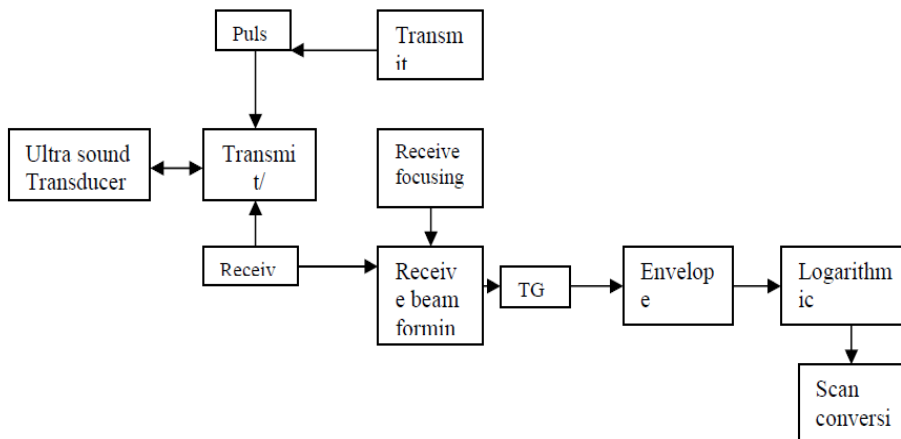 Puls
Transm
it
Ultra sound
Transducer
Transmi
t/
Receive
focusing
Receiv
Receiv
e beam
formin
TG
Envelop
e
Logarithm
ic
Scan
conversi